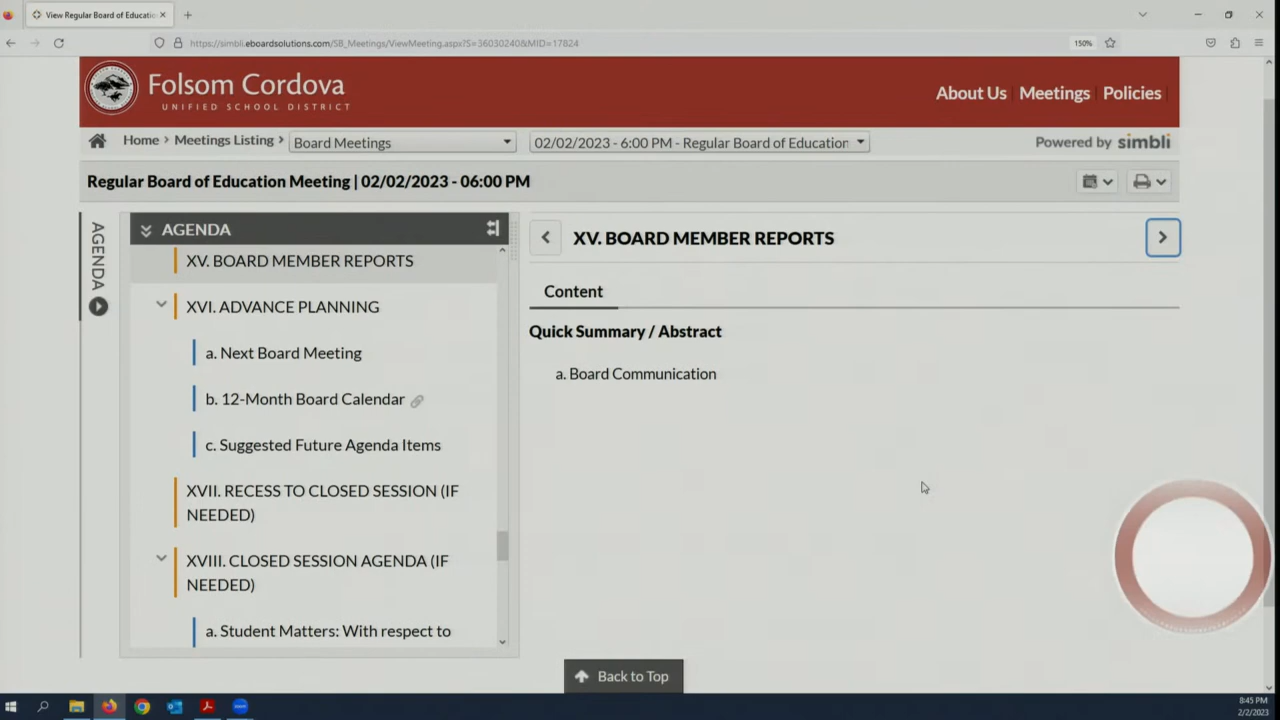 View Regular Board of Educatio
https://simbli.eboardsolutions.com/SB_Meetings/ViewMeeting.aspx?S=36030240&MID=17824
150%
Folsom Cordova
UNIFIED SCHOOL DISTRICT
About Us
Meetings
Policies
Home
Meetings Listing
Board Meetings
02/02/2023 - 6:00 PM - Regular Board of Education
Powered by simbli
Regular Board of Education Meeting | 02/02/2023 - 06:00 PM
AGENDA
AGENDA
XV. BOARD MEMBER REPORTS
XVI. ADVANCE PLANNING
a. Next Board Meeting
b. 12-Month Board Calendar
c. Suggested Future Agenda Items
XVII. RECESS TO CLOSED SESSION (IF
NEEDED)
XVIII. CLOSED SESSION AGENDA (IF
NEEDED)
a. Student Matters: With respect to
XV. BOARD MEMBER REPORTS
Content
Quick Summary / Abstract
a. Board Communication
Back to Top
8:45 PM
2/2/2023